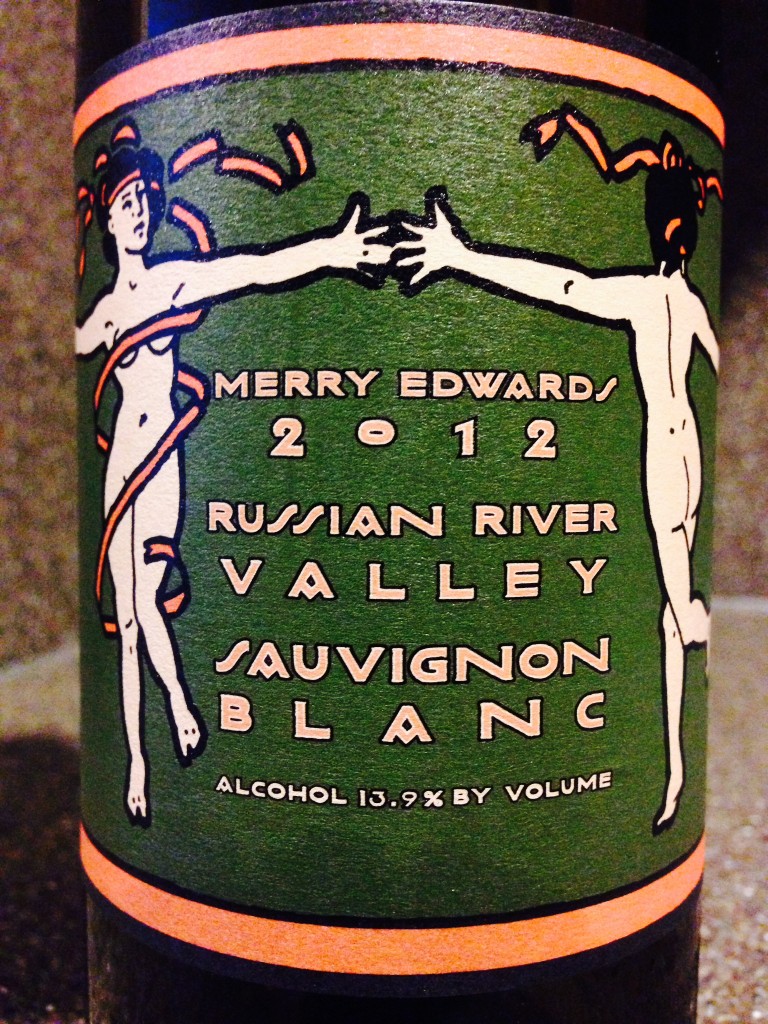 MERRY EDWARDS
2012
RUSSIAN RIVER
VALLEY
SAUVIGNON
BLANC
ALCOHOL 13.9% BY VOLUME